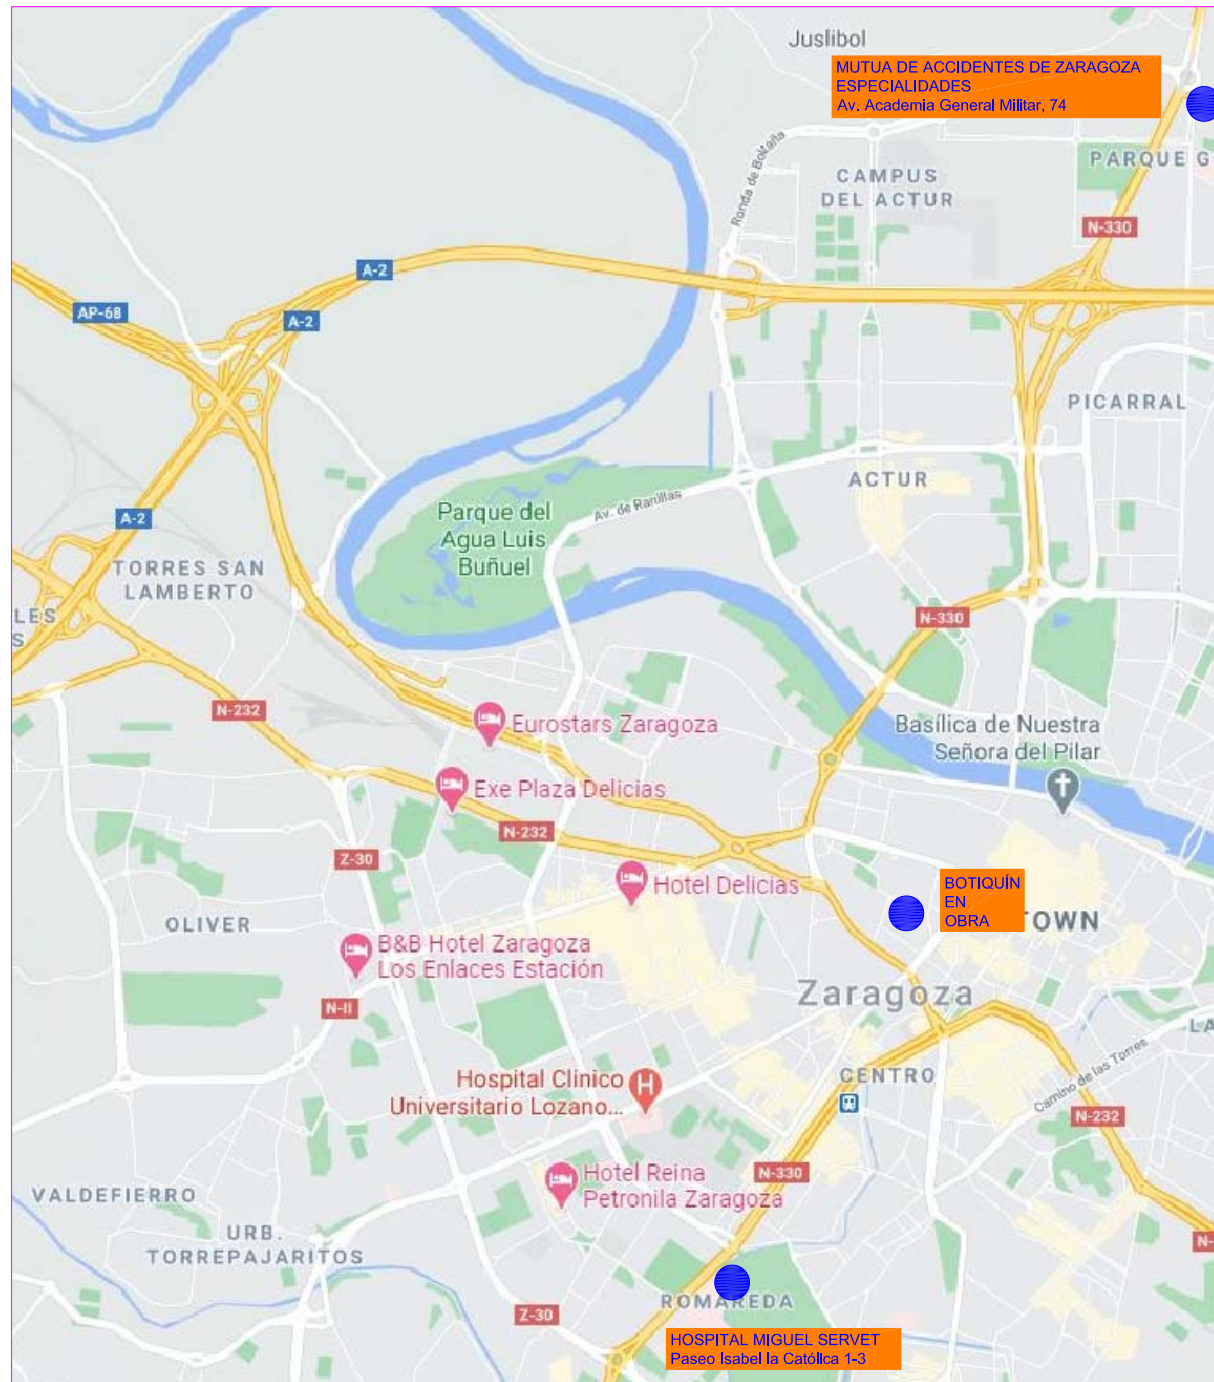 Juslibol
MUTUA DE ACCIDENTES DE ZARAGOZA
ESPECIALIDADES
Av. Academia General Militar, 74
PARQUE G
Ronda de Boltaña
CAMPUS
DEL ACTUR
N-330
A-2
AP-68
A-2
PICARRAL
ACTUR
Av. de Ranillas
Parque del
Agua Luis
Buñuel
A-2
TORRES SAN
LAMBERTO
LES
S
N-330
N-232
Eurostars Zaragoza
Basílica de Nuestra
Señora del Pilar
Exe Plaza Delicias
N-232
Z-30
Hotel Delicias
BOTIQUÍN
EN
OBRA
TOWN
OLIVER
B&B Hotel Zaragoza
Los Enlaces Estación
N-II
Zaragoza
LA
Camino de las Torres
CENTRO
Hospital Clínico
Universitario Lozano...
N-232
N-330
Hotel Reina
Petronila Zaragoza
VALDEFIERRO
URB.
TORREPAJARITOS
N-
ROMAREDA
Z-30
HOSPITAL MIGUEL SERVET
Paseo Isabel la Católica 1-3